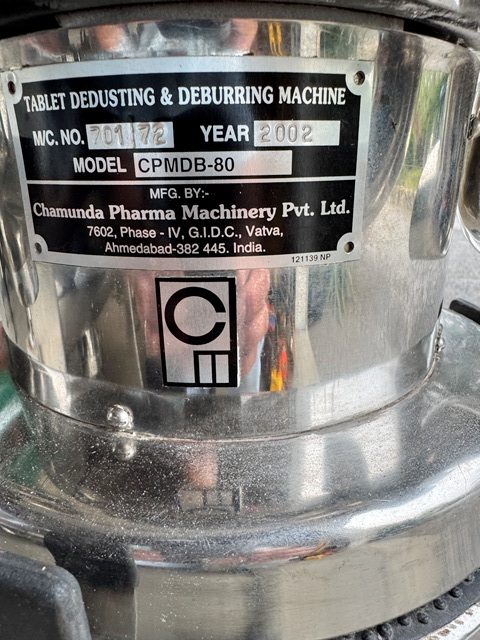 TABLET DEDUSTING & DEBURRING MACHINE
M/C. NO. 701/72 YEAR 2002
MODEL CPMDB-80
MFG. BY:-
Chamunda Pharma Machinery Pvt. Ltd.
7602, Phase - IV, G.I.D.C., Vatva,
Ahmedabad-382 445. India.
121139 NP